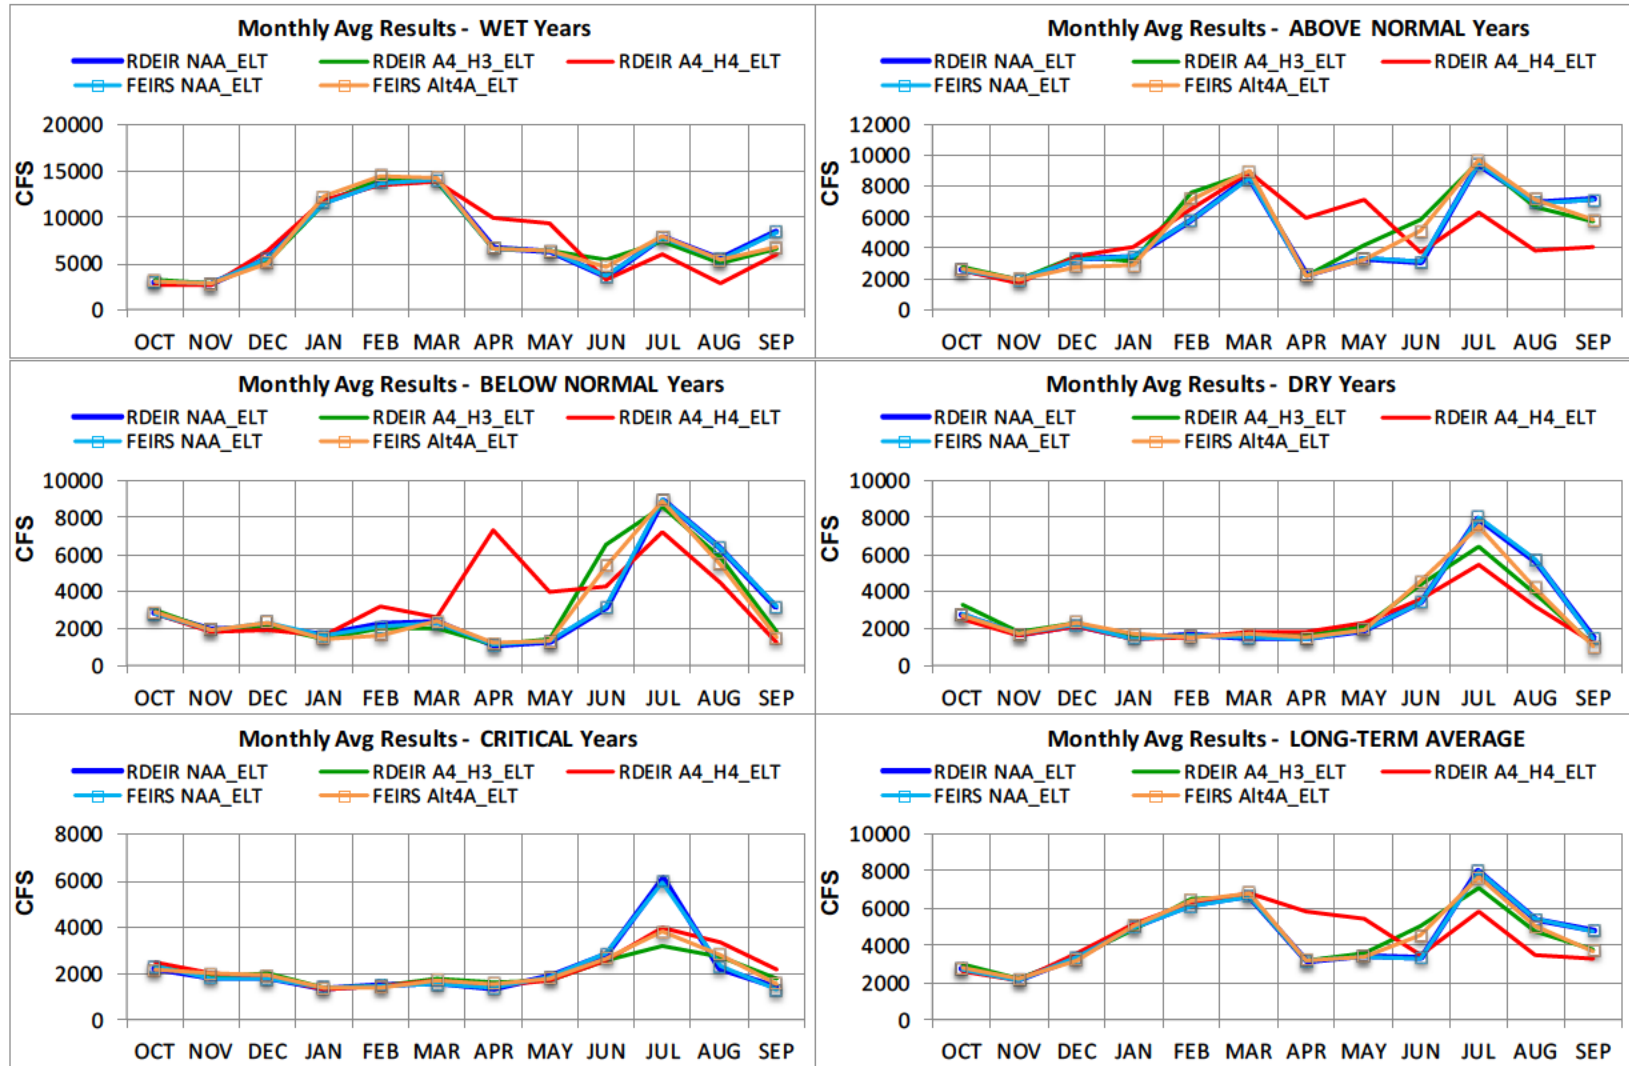 Monthly Avg Results - WET Years
RDEIR NAA_ELT RDEIR A4_H3_ELT RDEIR A4_H4_ELT
FEIRS NAA_ELT FEIRS Alt4A_ELT
CFS
20000
15000
10000
5000
0
OCT NOV DEC JAN FEB MAR APR MAY JUN JUL AUG SEP
Monthly Avg Results - ABOVE NORMAL Years
RDEIR NAA_ELT RDEIR A4_H3_ELT RDEIR A4_H4_ELT
FEIRS NAA_ELT FEIRS Alt4A_ELT
CFS
12000
10000
8000
6000
4000
2000
0
OCT NOV DEC JAN FEB MAR APR MAY JUN JUL AUG SEP
Monthly Avg Results - BELOW NORMAL Years
RDEIR NAA_ELT RDEIR A4_H3_ELT RDEIR A4_H4_ELT
FEIRS NAA_ELT FEIRS Alt4A_ELT
CFS
10000
8000
6000
4000
2000
0
OCT NOV DEC JAN FEB MAR APR MAY JUN JUL AUG SEP
Monthly Avg Results - DRY Years
RDEIR NAA_ELT RDEIR A4_H3_ELT RDEIR A4_H4_ELT
FEIRS NAA_ELT FEIRS Alt4A_ELT
CFS
10000
8000
6000
4000
2000
0
OCT NOV DEC JAN FEB MAR APR MAY JUN JUL AUG SEP
Monthly Avg Results - CRITICAL Years
RDEIR NAA_ELT RDEIR A4_H3_ELT RDEIR A4_H4_ELT
FEIRS NAA_ELT FEIRS Alt4A_ELT
CFS
8000
6000
4000
2000
0
OCT NOV DEC JAN FEB MAR APR MAY JUN JUL AUG SEP
Monthly Avg Results - LONG-TERM AVERAGE
RDEIR NAA_ELT RDEIR A4_H3_ELT RDEIR A4_H4_ELT
FEIRS NAA_ELT FEIRS Alt4A_ELT
CFS
10000
8000
6000
4000
2000
0
OCT NOV DEC JAN FEB MAR APR MAY JUN JUL AUG SEP